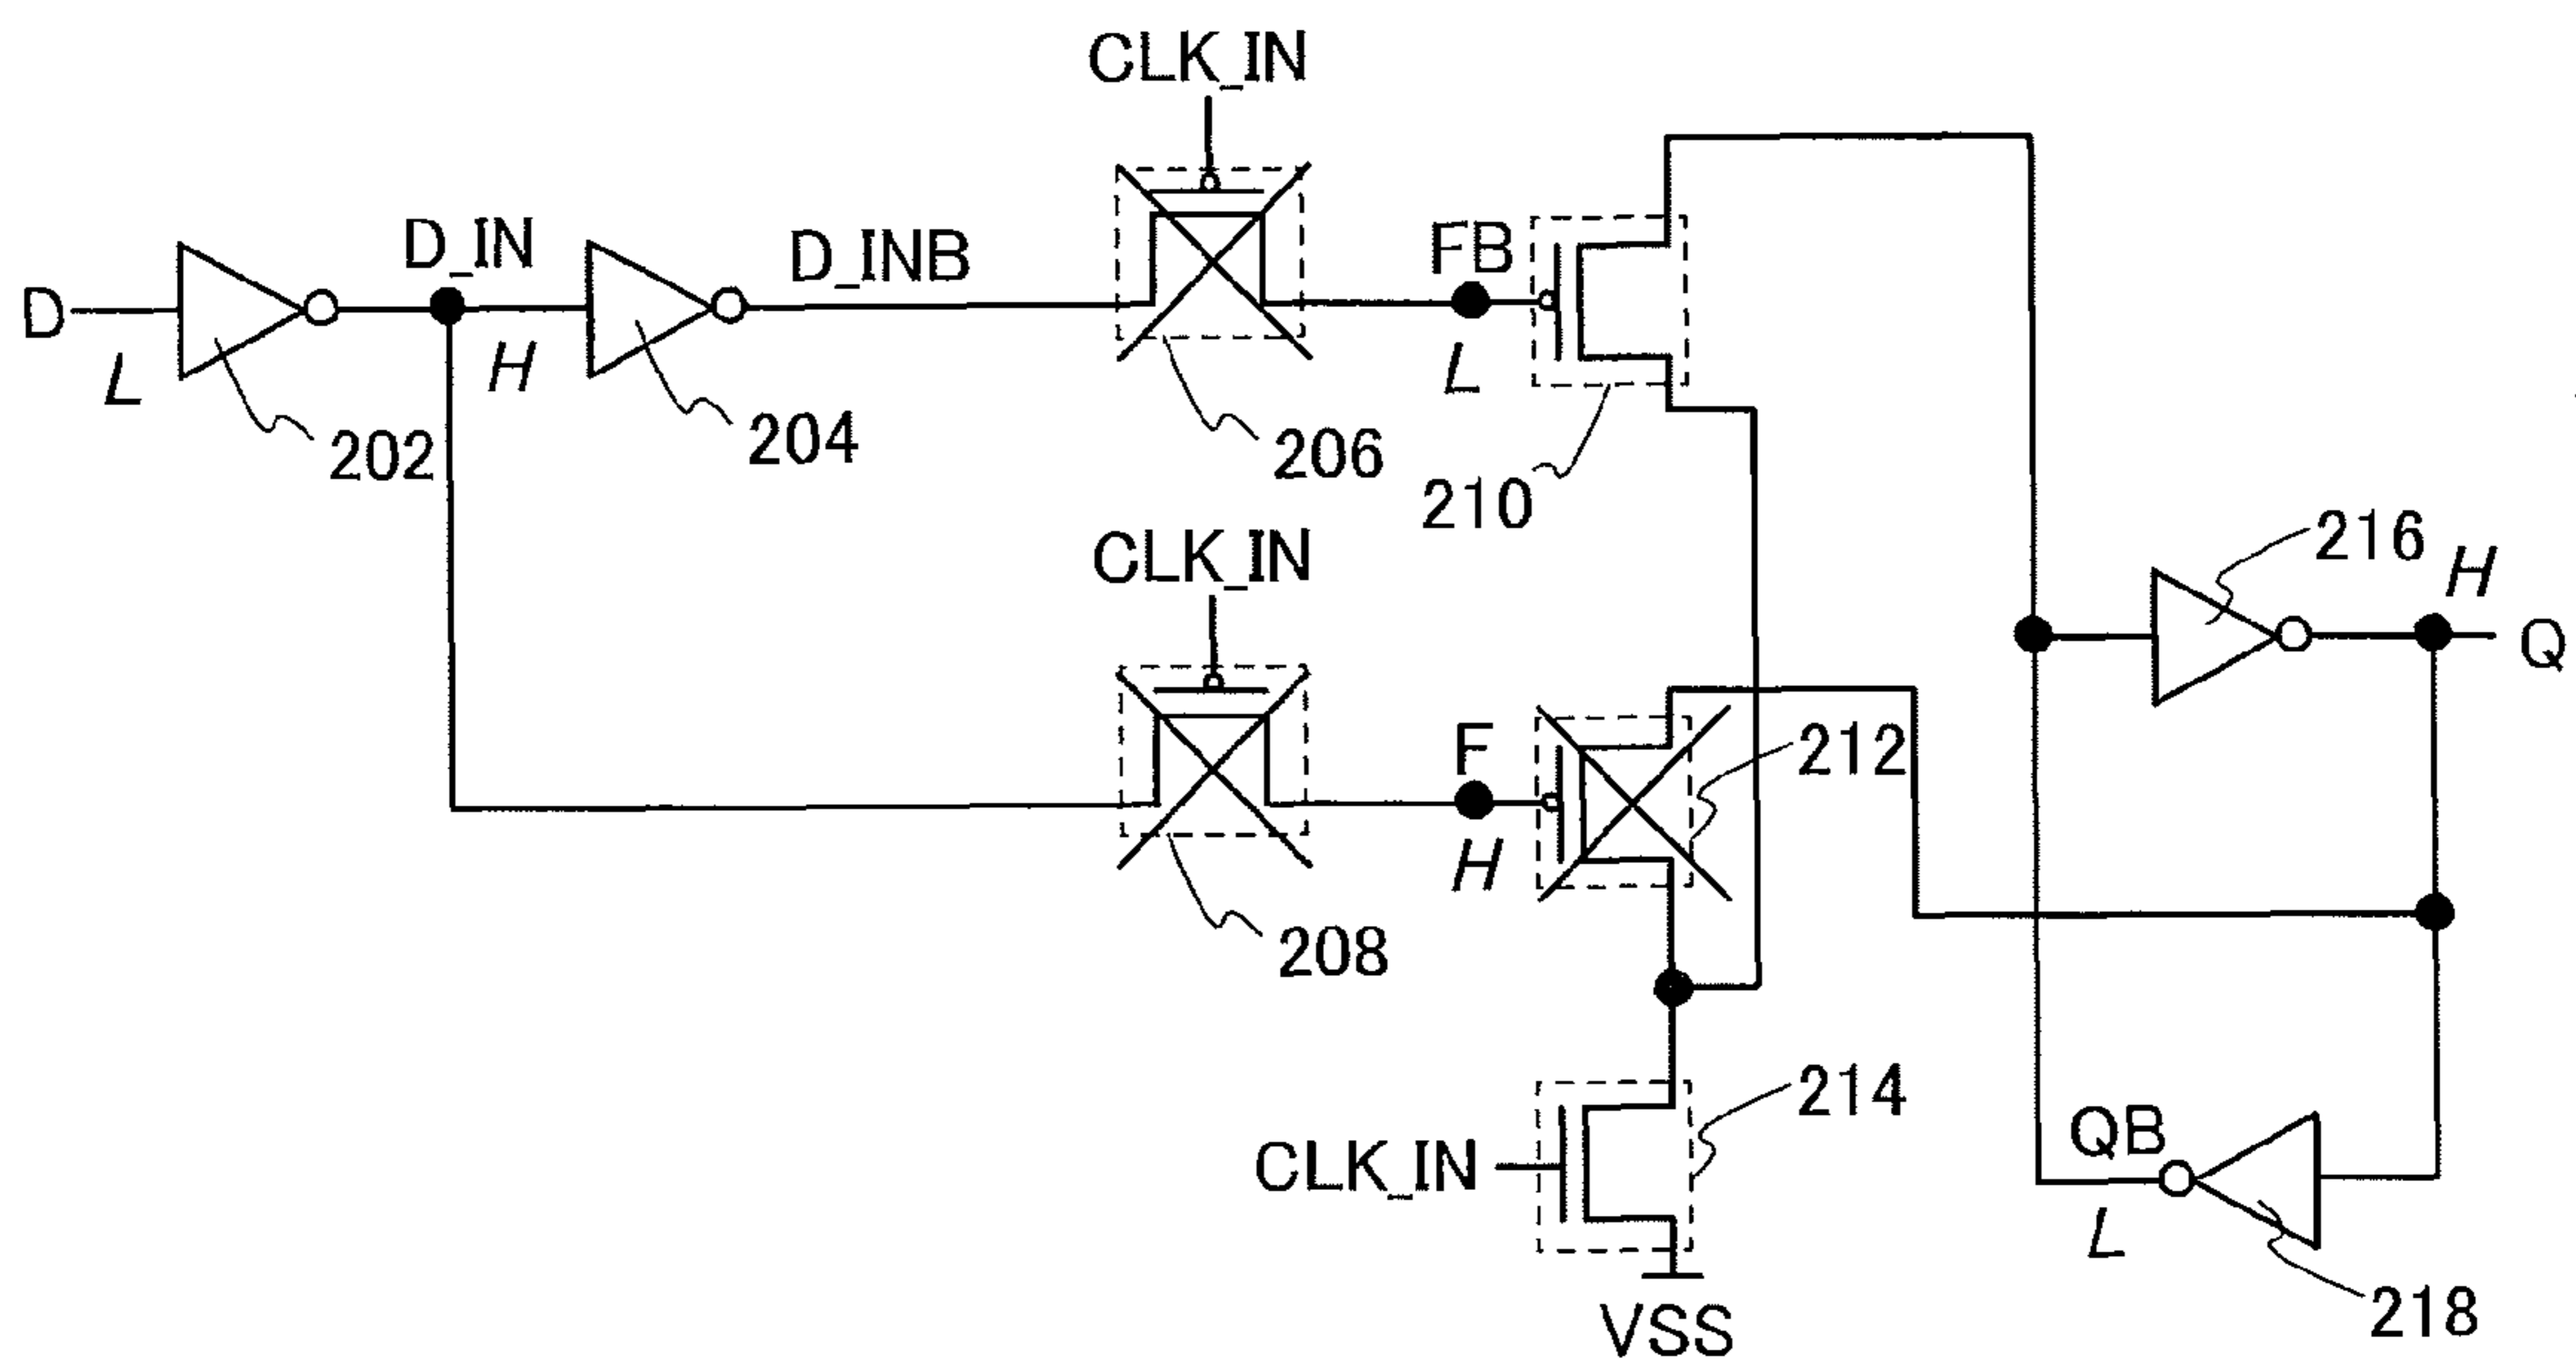 CLK_IN
D_IN
D_INB
FB
D
L
H
L
202
204
206
210
CLK_IN
216
H
Q
F
212
H
208
214
CLK_IN
QB
L
218
VSS